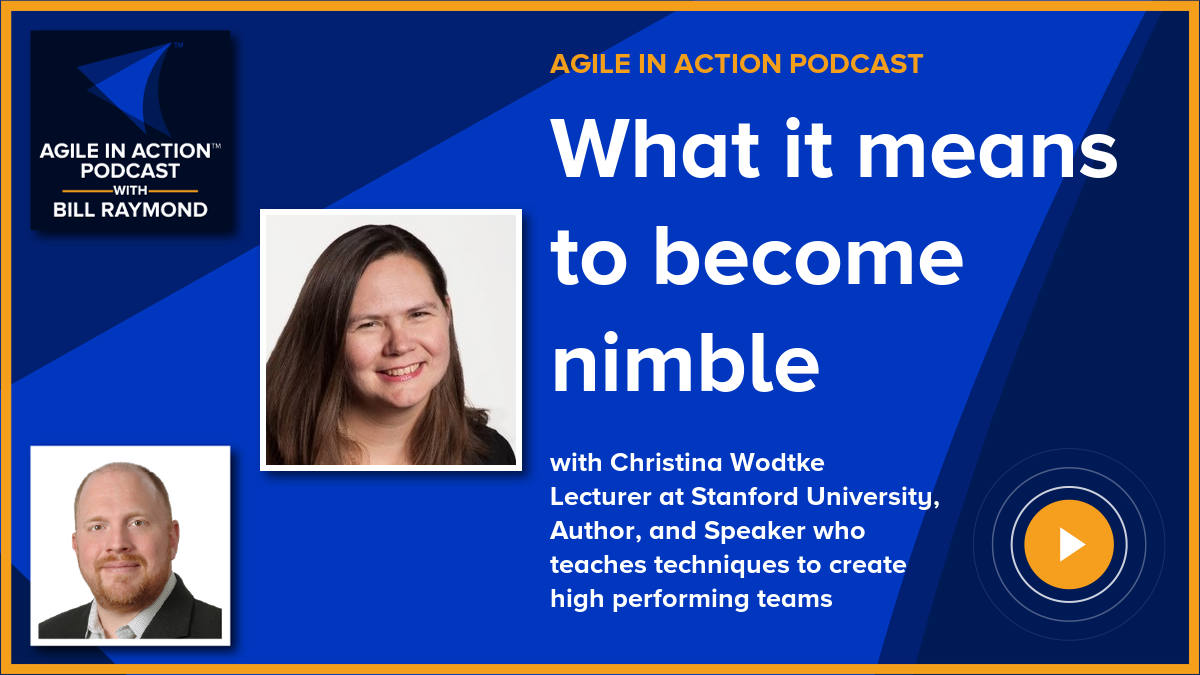 ™
AGILE IN ACTION™
PODCAST
WITH
BILL RAYMOND
AGILE IN ACTION PODCAST
What it means
to become
nimble
with Christina Wodtke
Lecturer at Stanford University,
Author, and Speaker who
teaches techniques to create
high performing teams